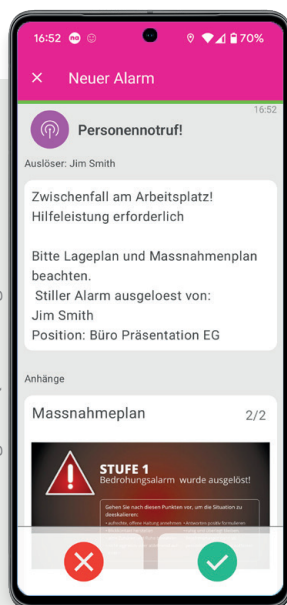 16:52
70%
× Neuer Alarm
16:52
Personennotruf!
Auslöser: Jim Smith
Zwischenfall am Arbeitsplatz!
Hilfeleistung erforderlich
Bitte Lageplan und Massnahmenplan
beachten.
Stiller Alarm ausgeloest von:
Jim Smith
Position: Büro Präsentation EG
Anhänge
Massnahmeplan 2/2
STUFE 1
Bedrohungsalarm wurde ausgelöst!
Gehen Sie nach diesen Punkten vor, um die Situation zu
deeskalieren: